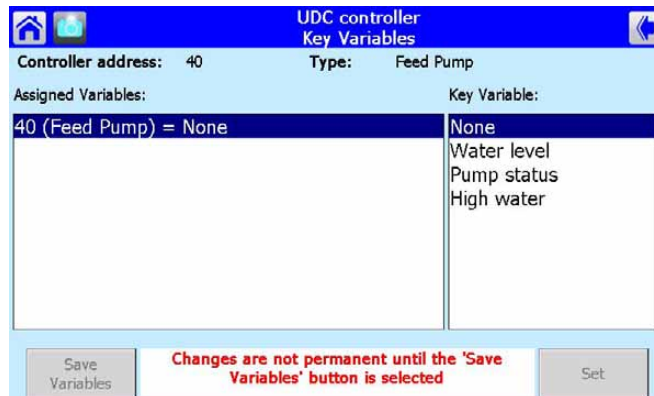 UDC controller
Key Variables
Controller address: 40 Type: Feed Pump
Assigned Variables: Key Variable:
40 (Feed Pump) = None
None
Water level
Pump status
High water
Save
Variables
Changes are not permanent until the 'Save
Variables' button is selected
Set